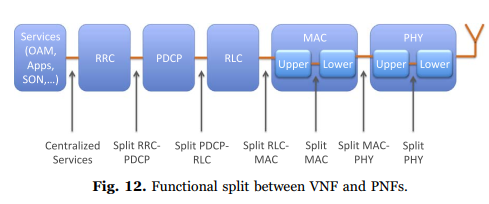 Services
(OAM,
Apps,
SON,...)
RRC
PDCP
RLC
MAC
Upper
Lower
PHY
Upper
Lower
Centralized
Services
Split RRC-
PDCP
Split PDCP-
RLC
Split RLC-
MAC
Split
MAC
Split MAC-
PHY
Split
PHY
Fig. 12. Functional split between VNF and PNFs.